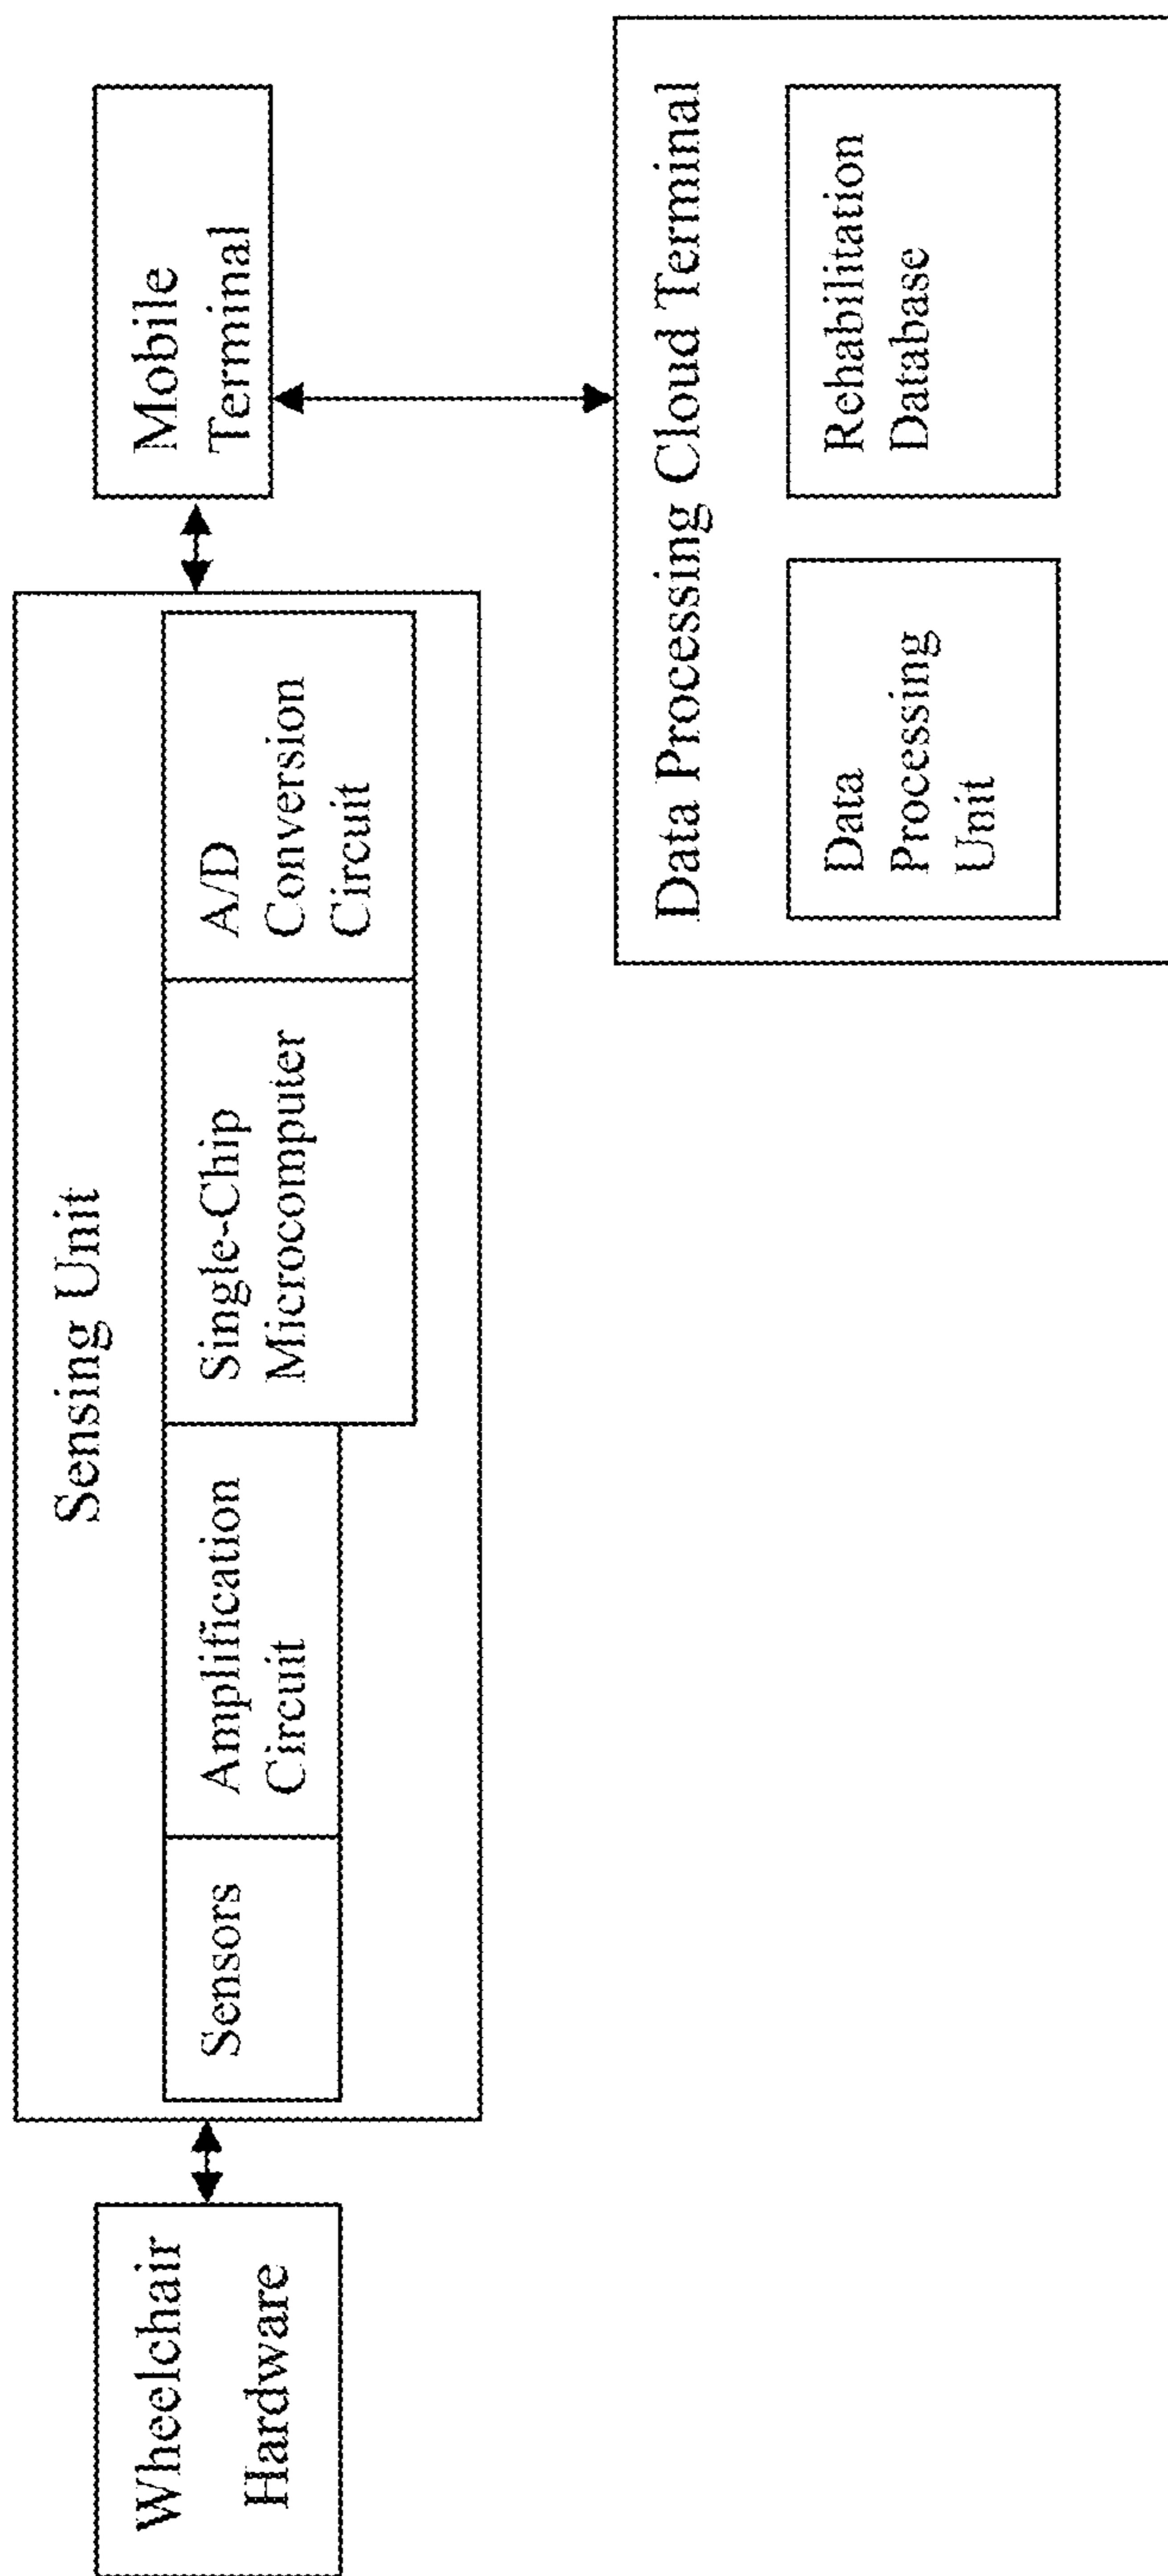 Wheelchair
Hardware
Sensing Unit
Sensors
Amplification
Circuit
Single-Chip
Microcomputer
A/D
Conversion
Circuit
Mobile
Terminal
Data Processing Cloud Terminal
Data
Processing
Unit
Rehabilitation
Database